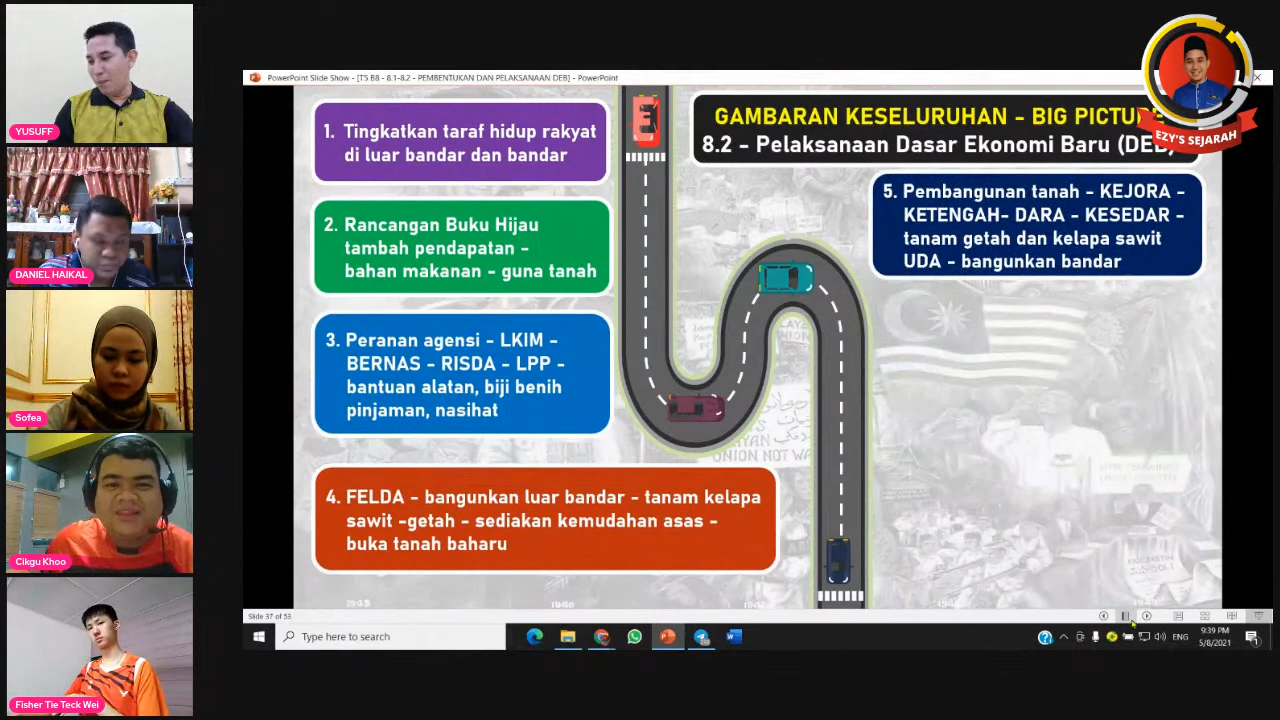 YUSUFF
DANIEL HAIKAL
Sofea
Cikgu Khoo
Fisher Tie Teck Wei
PowerPoint Slide Show - [T5 B8 - 8.1-8.2 - PEMBENTUKAN DAN PELAKSANAAN DEB] - PowerPoint
GAMBARAN KESELURUHAN - BIG PICTURE
8.2 - Pelaksanaan Dasar Ekonomi Baru (DEB)
EZY'S SEJARAH
1. Tingkatkan taraf hidup rakyat
di luar bandar dan bandar
2. Rancangan Buku Hijau
tambah pendapatan -
bahan makanan - guna tanah
3. Peranan agensi - LKIM -
BERNAS - RISDA - LPP -
bantuan alatan, biji benih
pinjaman, nasihat
4. FELDA - bangunkan luar bandar - tanam kelapa
sawit -getah - sediakan kemudahan asas -
buka tanah baharu
5. Pembangunan tanah - KEJORA -
KETENGAH- DARA - KESEDAR -
tanam getah dan kelapa sawit
UDA - bangunkan bandar
UNION NOT
1945
1946
Slide 37 of 53
Type here to search
ENG
9:39 PM
5/8/2021